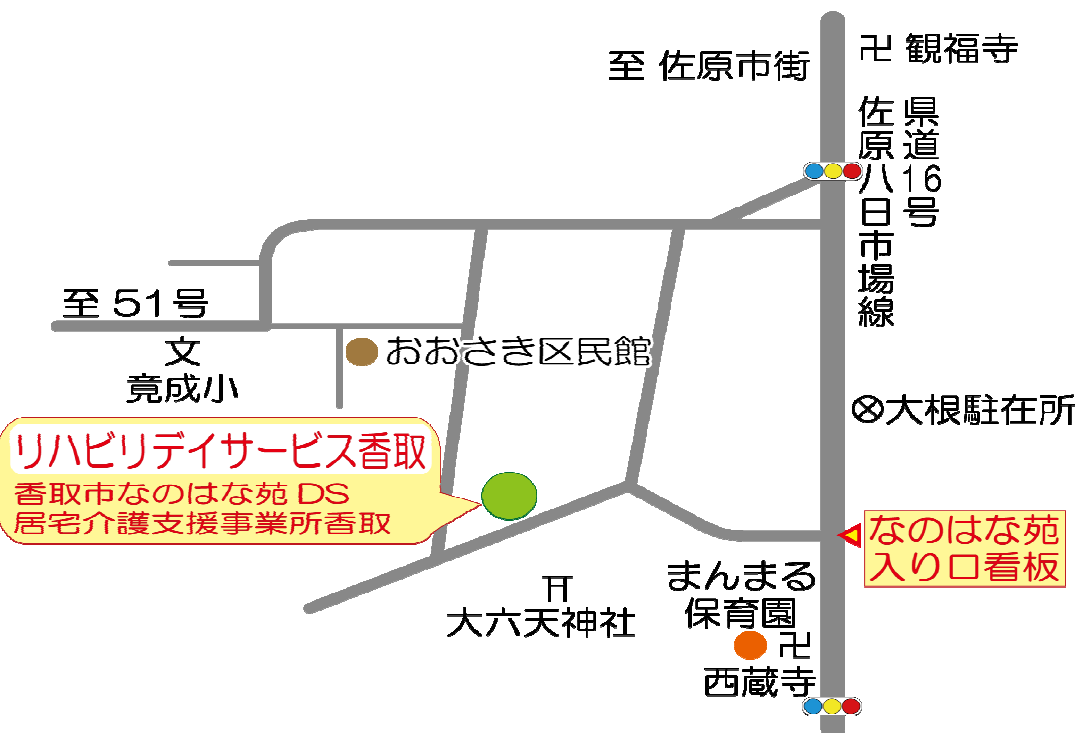 卍 観福寺
至 佐原市街
県道16号
佐原八日市場線
至 51号
文
竟成小
おおさき区民館
⊗大根駐在所
リハビリデイサービス香取
香取市なのはな苑 DS
居宅介護支援事業所香取
なのはな苑
入り口看板
大六天神社
まんまる
保育園
卍
西蔵寺